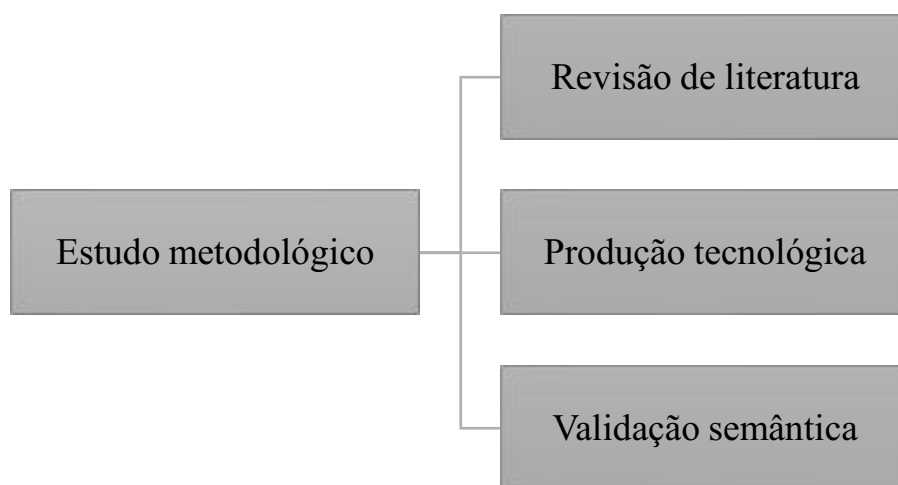 Revisão de literatura
Estudo metodológico
Produção tecnológica
Validação semântica